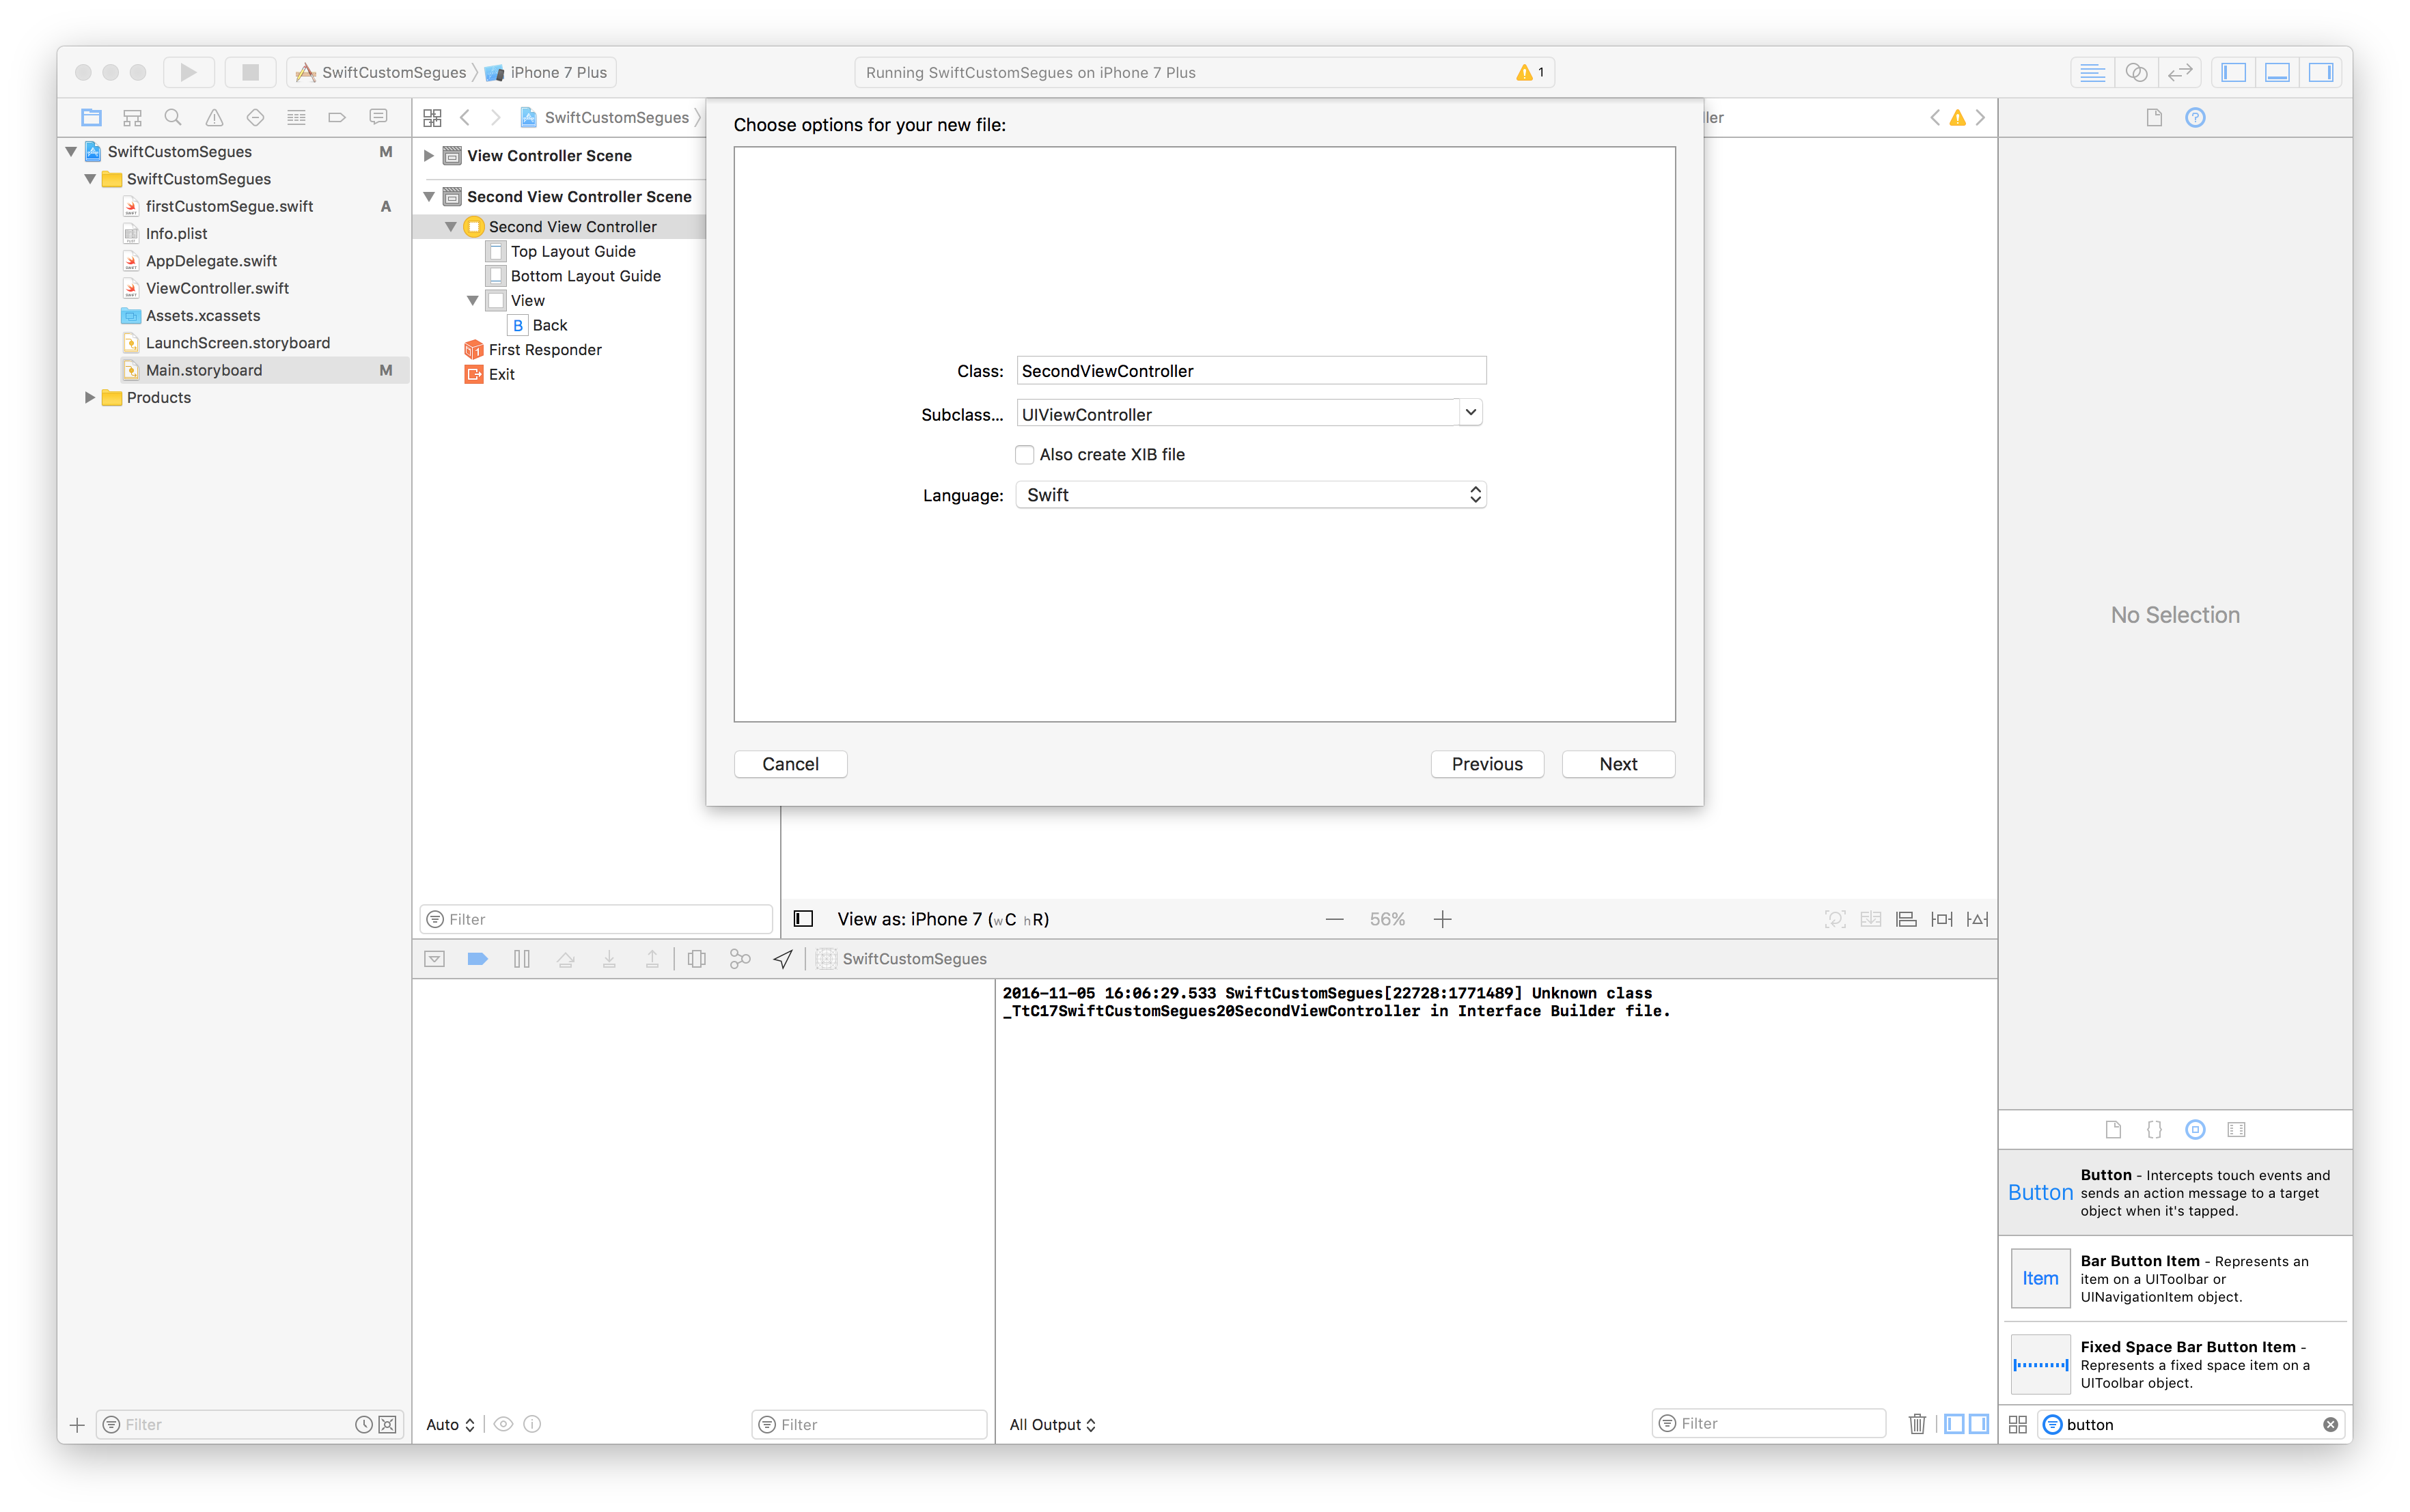 SwiftCustomSegues
iPhone 7 Plus
Running SwiftCustomSegues on iPhone 7 Plus
1
SwiftCustomSegues
ler
SwiftCustomSegues
M
SwiftCustomSegues
firstCustomSegue.swift
A
Info.plist
AppDelegate.swift
ViewController.swift
Assets.xcassets
LaunchScreen.storyboard
Main.storyboard
M
Products
View Controller Scene
Second View Controller Scene
Second View Controller
Top Layout Guide
Bottom Layout Guide
View
B Back
First Responder
Exit
Choose options for your new file:
Class:
SecondViewController
Subclass...
UIViewController
Also create XIB file
Language:
Swift
Cancel
Previous
Next
No Selection
Filter
View as: iPhone 7 (wC hR)
56%
SwiftCustomSegues
2016-11-05 16:06:29.533 SwiftCustomSegues[22728:1771489] Unknown class
_TtC17SwiftCustomSegues20SecondViewController in Interface Builder file.
Button
Button - Intercepts touch events and
sends an action message to a target
object when it's tapped.
Item
Bar Button Item - Represents an
item on a UIToolbar or
UINavigationItem object.
Fixed Space Bar Button Item -
Represents a fixed space item on a
UIToolbar object.
Filter
Auto
Filter
All Output
Filter
button